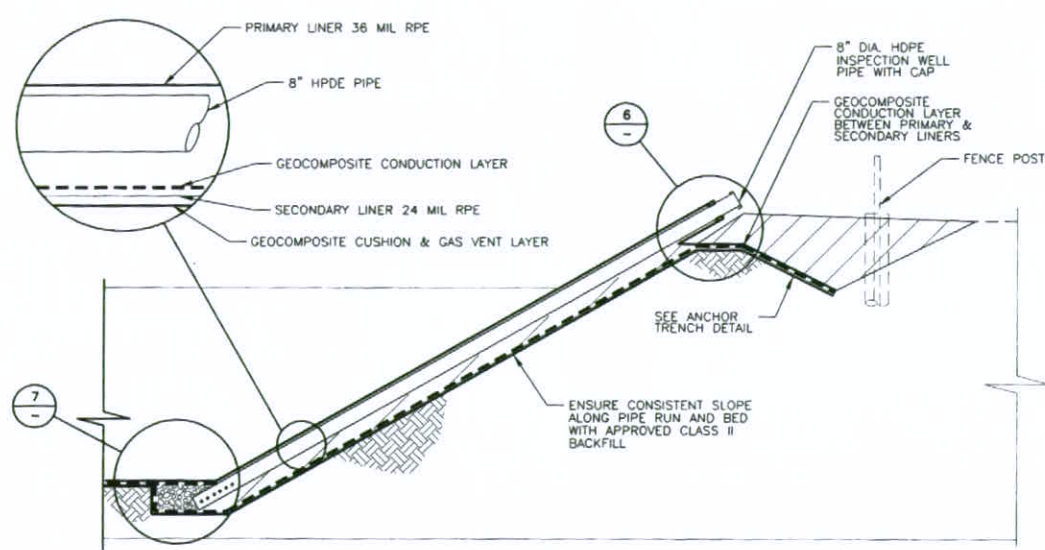 PRIMARY LINER 36 MIL RPE
8" HPDE PIPE
GEOCOMPOSITE CONDUCTION LAYER
SECONDARY LINER 24 MIL RPE
GEOCOMPOSITE CUSHION & GAS VENT LAYER
6
–
8" DIA. HDPE
INSPECTION WELL
PIPE WITH CAP
GEOCOMPOSITE
CONDUCTION LAYER
BETWEEN PRIMARY &
SECONDARY LINERS
FENCE POST
SEE ANCHOR
TRENCH DETAIL
7
–
ENSURE CONSISTENT SLOPE
ALONG PIPE RUN AND BED
WITH APPROVED CLASS II
BACKFILL